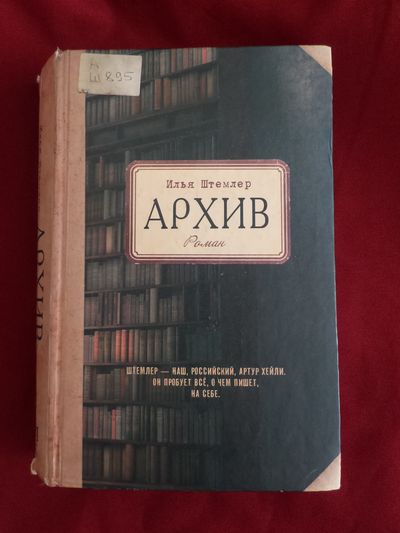 А
Ш 895
Илья Штемлер
АРХИВ
Роман
АРХИВ
ШТЕМЛЕР — НАШ, РОССИЙСКИЙ, АРТУР ХЕЙЛИ.
ОН ПРОБУЕТ ВСЁ, О ЧЕМ ПИШЕТ,
НА СЕБЕ.